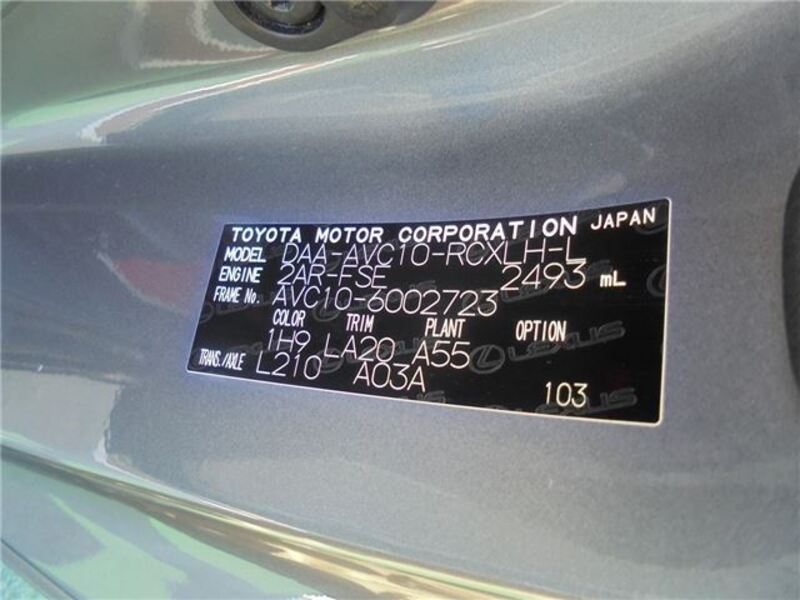 TOYOTA MOTOR CORPORATION JAPAN
MODEL DAA-AVC10-RCXLH-L
ENGINE 2AR-FSE 2493 mL
FRAME No. AVC10-6002723
COLOR TRIM PLANT OPTION
1H9 LA20 A55
TRANS./AXLE L210 A03A
103
LEXUS